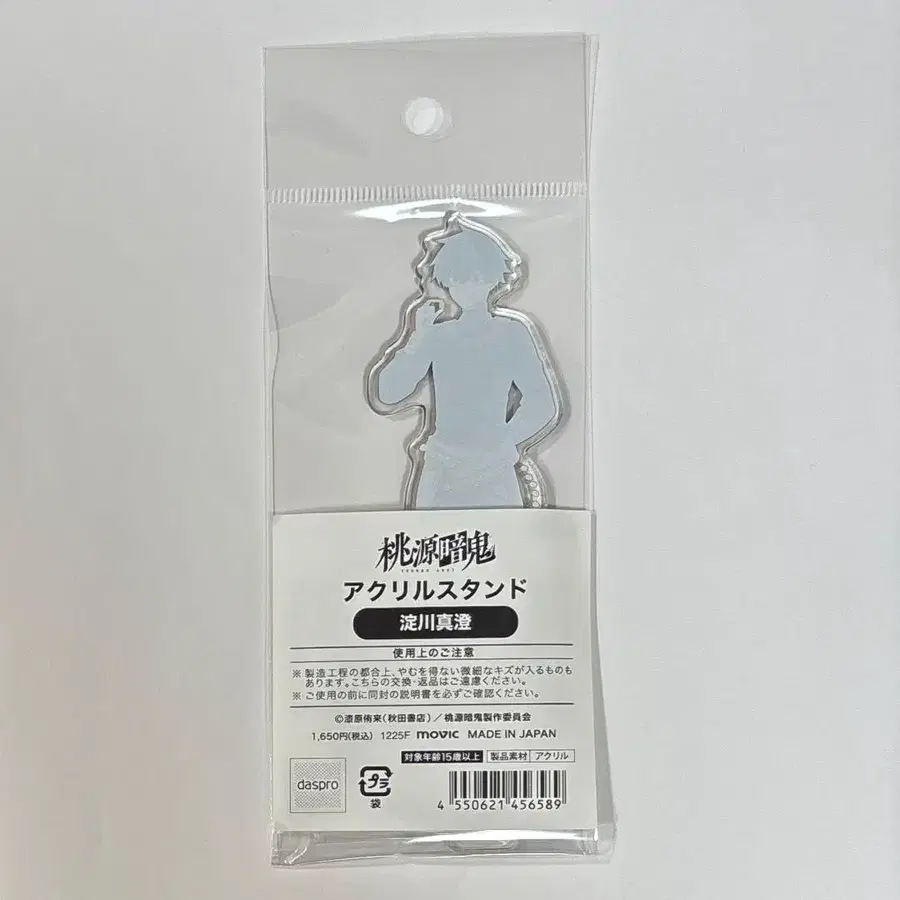 桃源暗鬼
TOUGEN ANKI
アクリルスタンド
淀川真澄
使用上のご注意
※製造工程の都合上、やむを得ない微細なキズが入るものも
あります。こちらの交換・返品はご遠慮ください。
※ご使用の前に同封の説明書を必ずご確認ください。
©漆原侑来(秋田書店)/桃源暗鬼製作委員会
1,650円(税込) 1225F movic MADE IN JAPAN
対象年齢15歳以上 製品素材 アクリル
daspro
プラ
袋
4 550621 456589